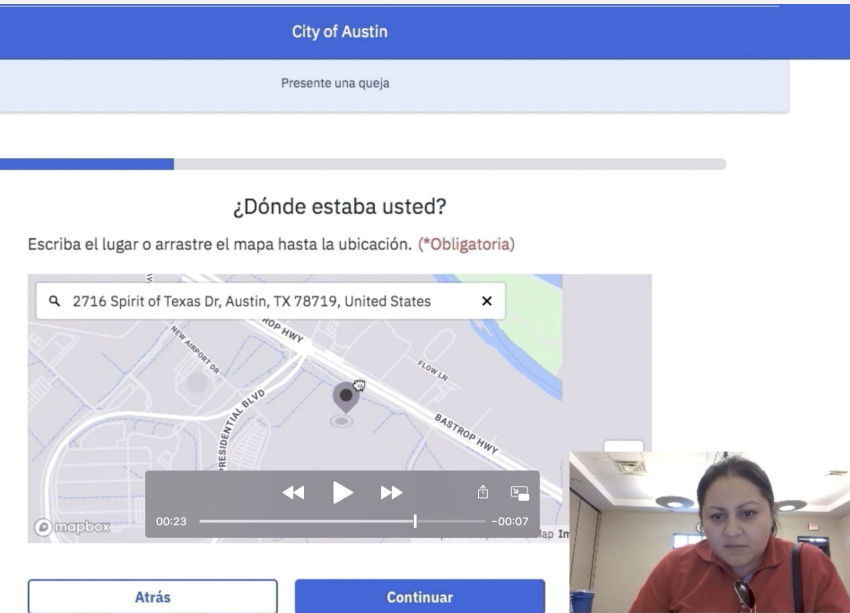 City of Austin
Presente una queja
¿Dónde estaba usted?
Escriba el lugar o arrastre el mapa hasta la ubicación. (*Obligatoria)
2716 Spirit of Texas Dr, Austin, TX 78719, United States
NEW AIRPORT DR
FLOW LN
PRESIDENTIAL BLVD
BASTROP HWY
00:23
-00:07
mapbox
Atrás
Continuar